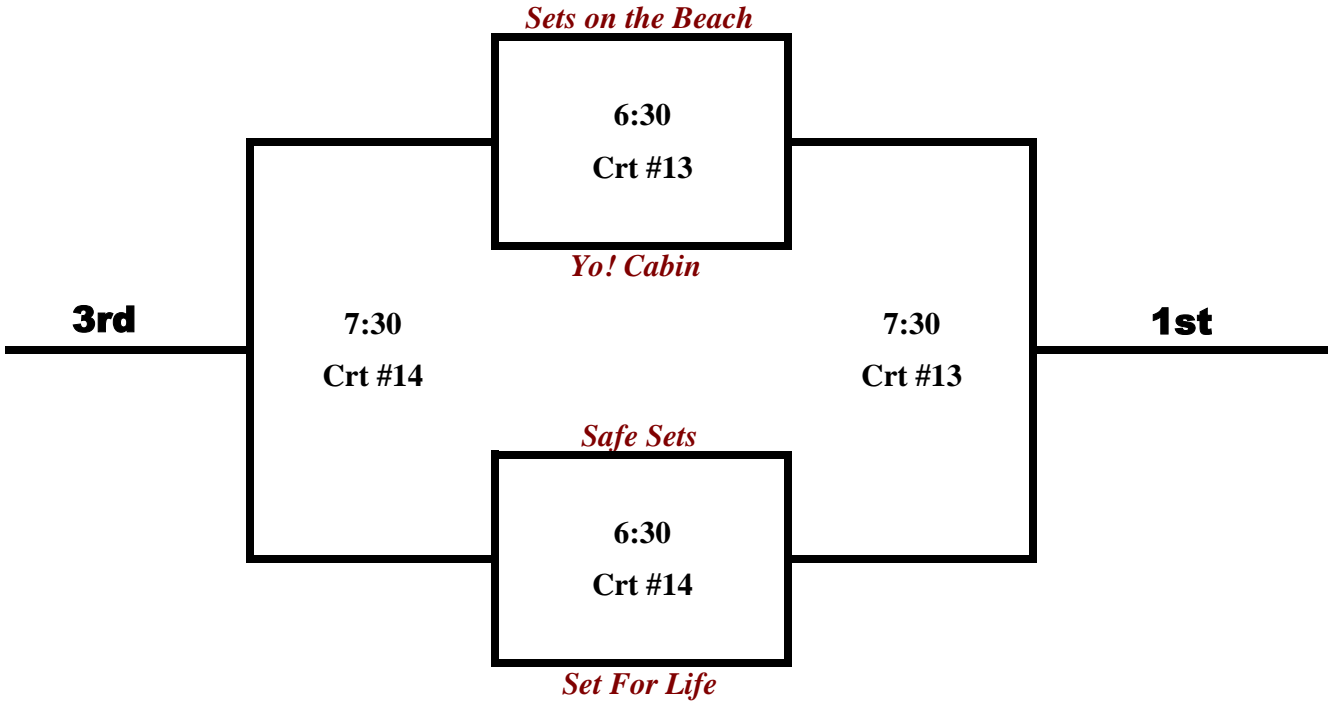 Sets on the Beach
6:30
Crt #13
Yo! Cabin
3rd
7:30
Crt #14
7:30
Crt #13
1st
Safe Sets
6:30
Crt #14
Set For Life